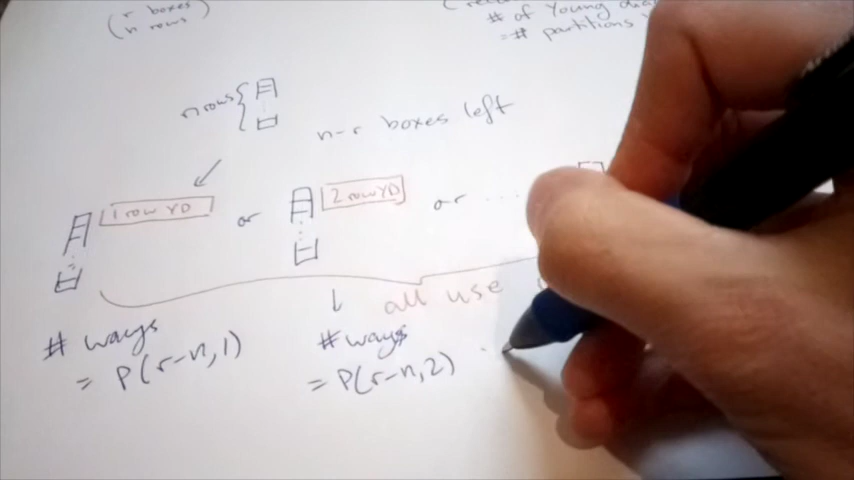 ( r boxes
n rows )
# of Young
= # partitions
n rows {
n-r boxes left
1 row YD or 2 row YD or ....
all use
# ways # ways
= P(r-n,1) = P(r-n,2)